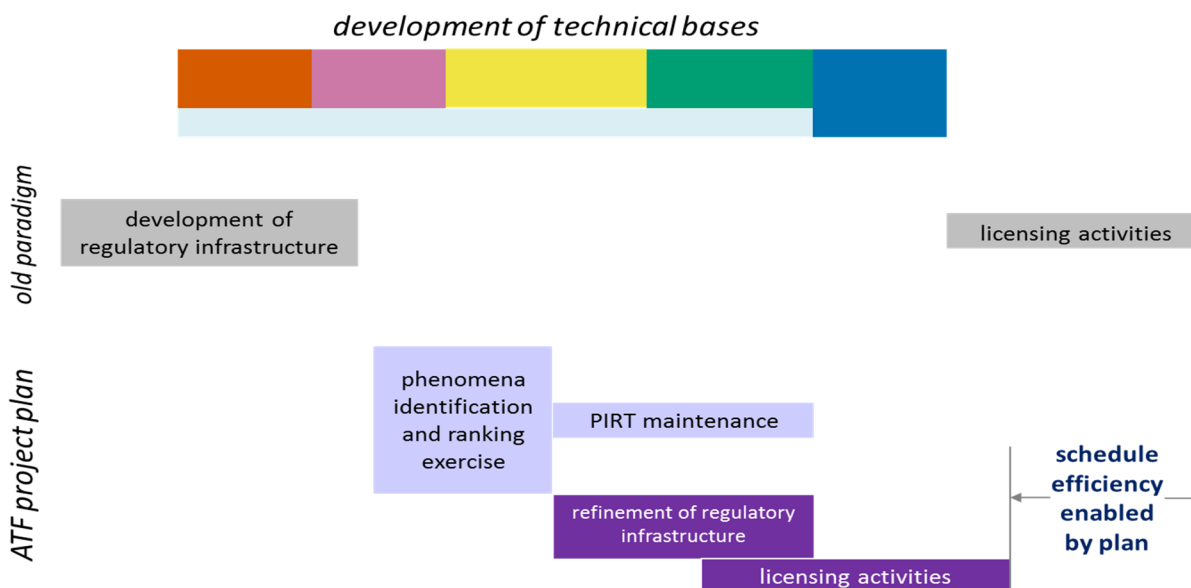 development of technical bases
old paradigm
development of
regulatory infrastructure
licensing activities
ATF project plan
phenomena
identification
and ranking
exercise
PIRT maintenance
refinement of regulatory
infrastructure
licensing activities
schedule
efficiency
enabled
by plan